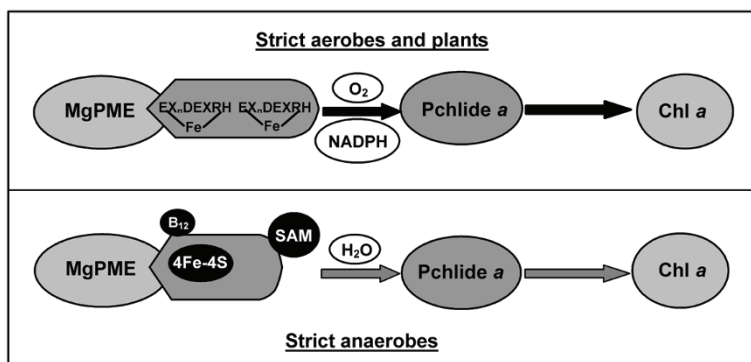 Strict aerobes and plants
MgPME
EXₙDEXRH EXₙDEXRH
Fe Fe
O₂
NADPH
Pchlide a
Chl a
MgPME
B₁₂
4Fe-4S
SAM
H₂O
Pchlide a
Chl a
Strict anaerobes